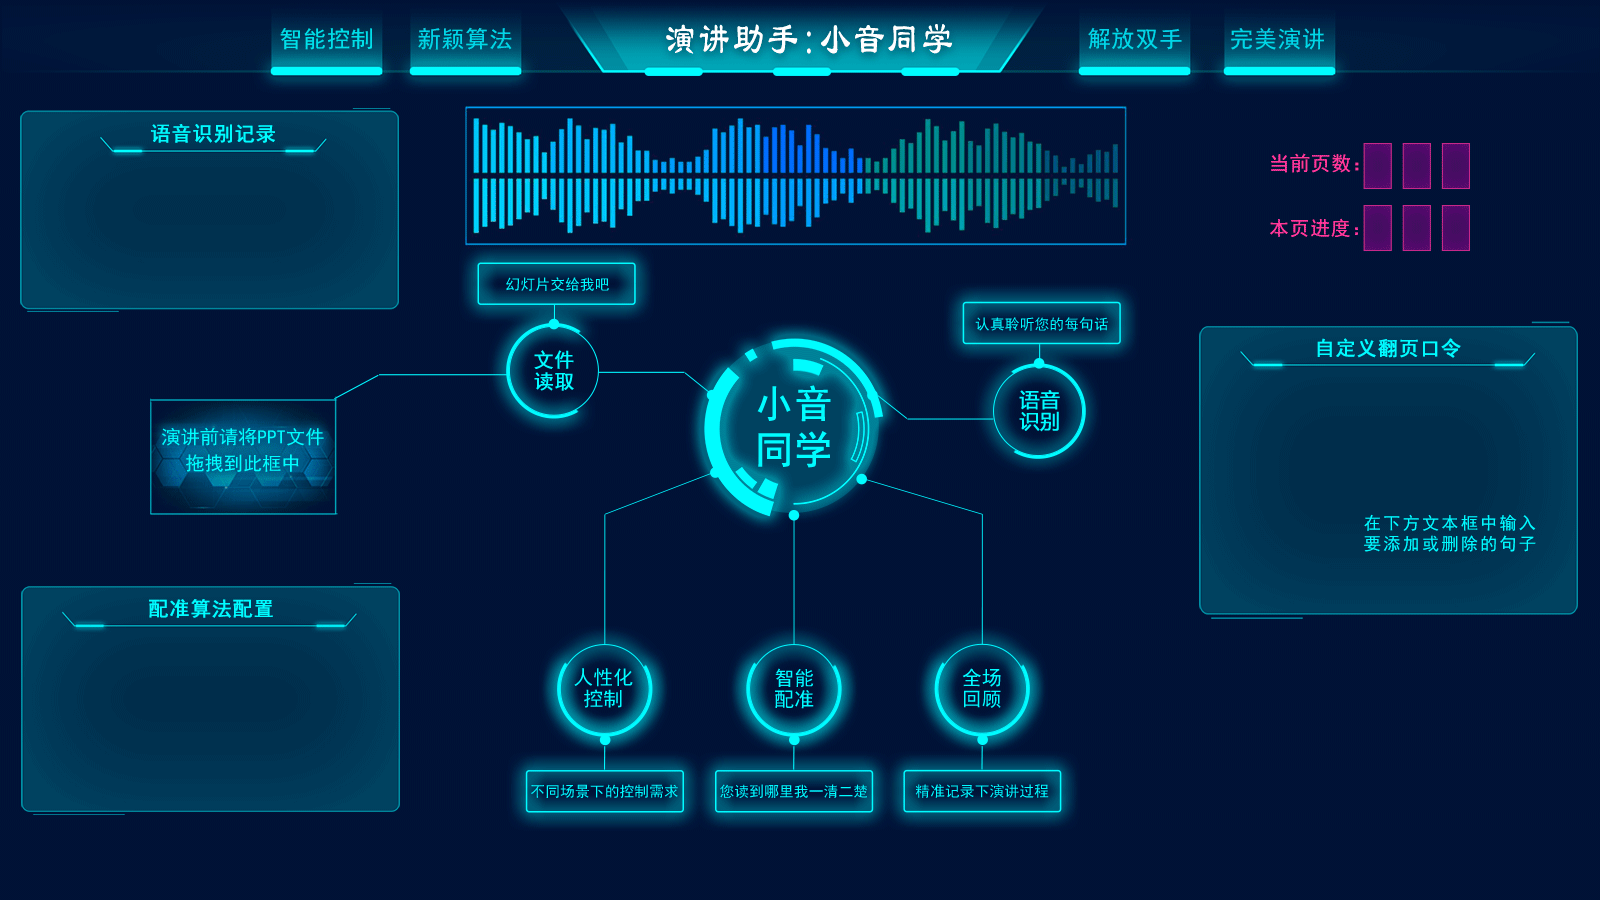 智能控制
新颖算法
演讲助手:小音同学
解放双手
完美演讲
语音识别记录
当前页数:
本页进度:
幻灯片交给我吧
认真聆听您的每句话
文件
读取
自定义翻页口令
小音
同学
语音
识别
演讲前请将PPT文件
拖拽到此框中
在下方文本框中输入
要添加或删除的句子
配准算法配置
人性化
控制
智能
配准
全场
回顾
不同场景下的控制需求
您读到哪里我一清二楚
精准记录下演讲过程